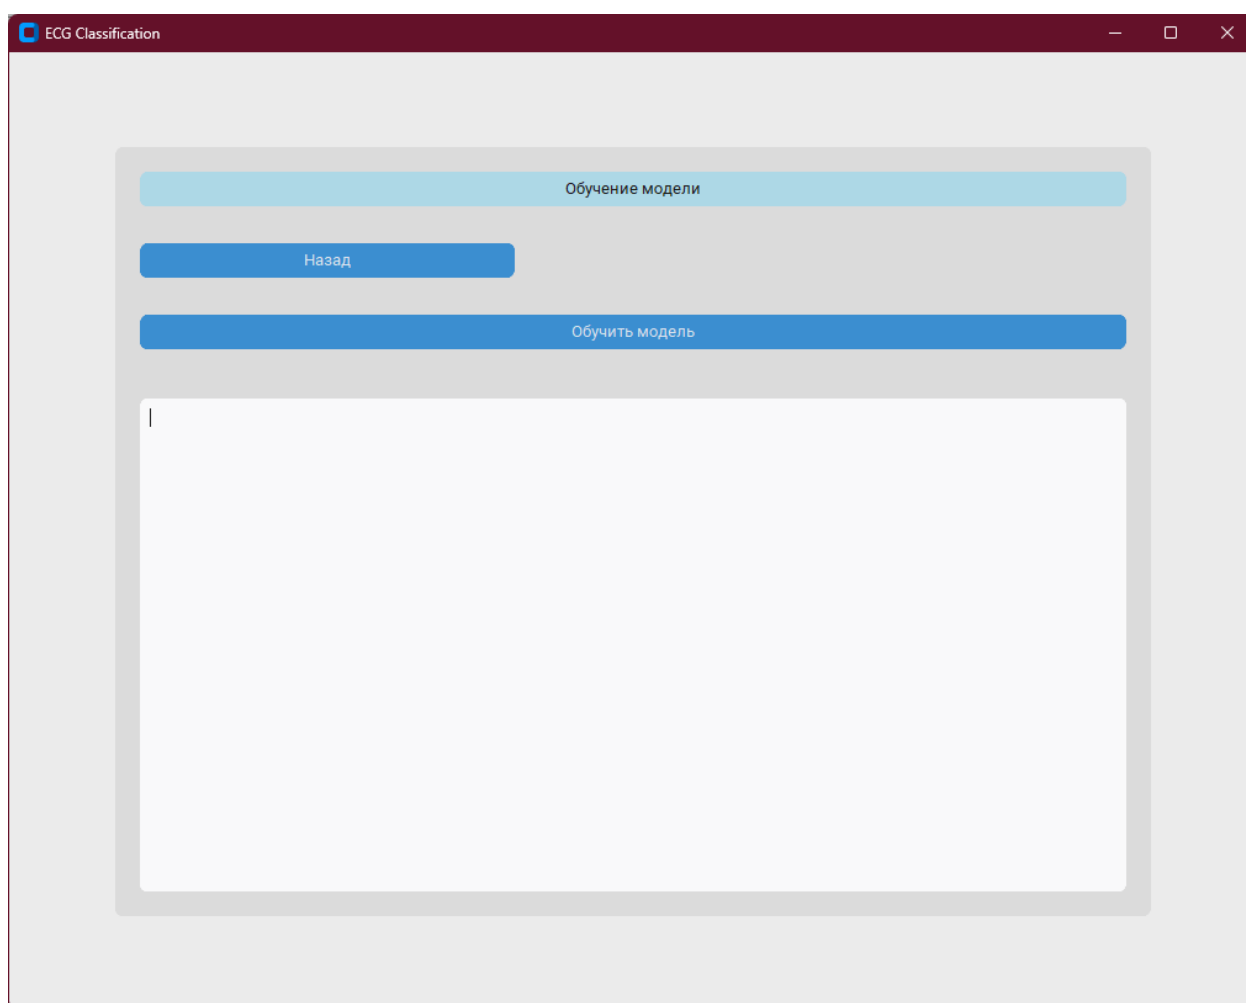 ECG Classification
Обучение модели
Назад
Обучить модель